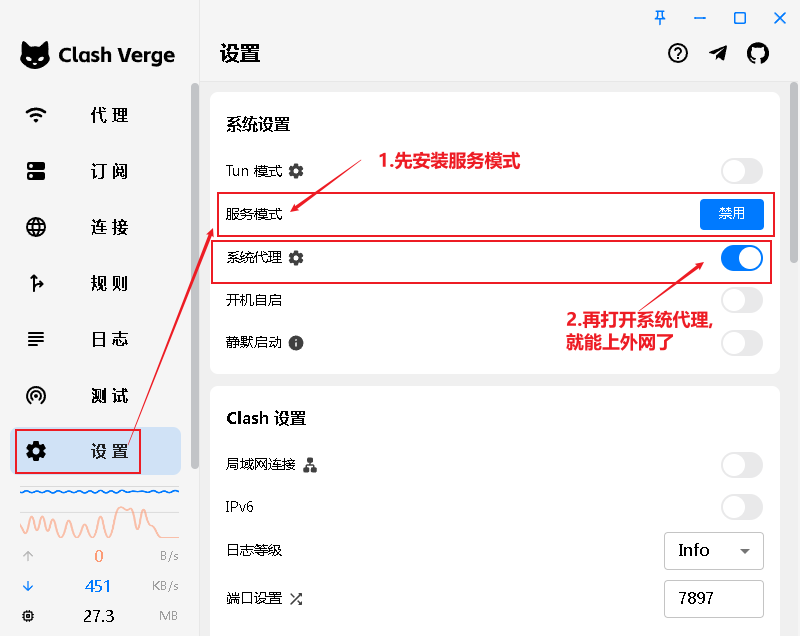 Clash Verge
代理
订阅
连接
规则
日志
测试
设置
0 B/s
451 KB/s
27.3 MB
设置
系统设置
Tun 模式
1.先安装服务模式
服务模式
禁用
系统代理
开机自启
2.再打开系统代理,
就能上外网了
静默启动
Clash 设置
局域网连接
IPv6
日志等级
Info
端口设置
7897